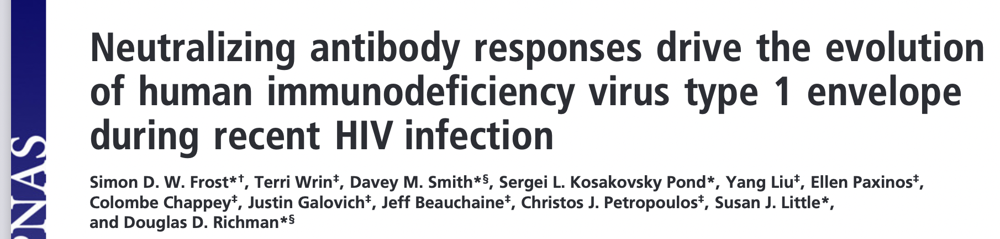 Neutralizing antibody responses drive the evolution
of human immunodeficiency virus type 1 envelope
during recent HIV infection
Simon D. W. Frost*†, Terri Wrin‡, Davey M. Smith*§, Sergei L. Kosakovsky Pond*, Yang Liu‡, Ellen Paxinos‡,
Colombe Chappey‡, Justin Galovich‡, Jeff Beauchaine‡, Christos J. Petropoulos‡, Susan J. Little*,
and Douglas D. Richman*§
PNAS